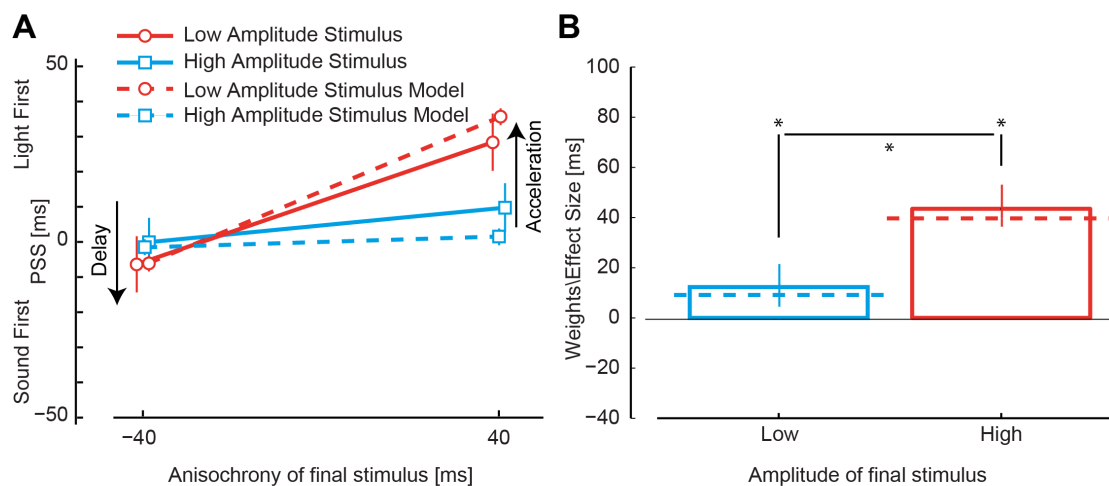 A
Low Amplitude Stimulus
High Amplitude Stimulus
Low Amplitude Stimulus Model
High Amplitude Stimulus Model
50
0
−50
Light First
PSS [ms]
Sound First
Delay
Acceleration
−40
40
Anisochrony of final stimulus [ms]
B
100
80
60
40
20
0
−20
−40
Weights\Effect Size [ms]
* *
*
Low
High
Amplitude of final stimulus